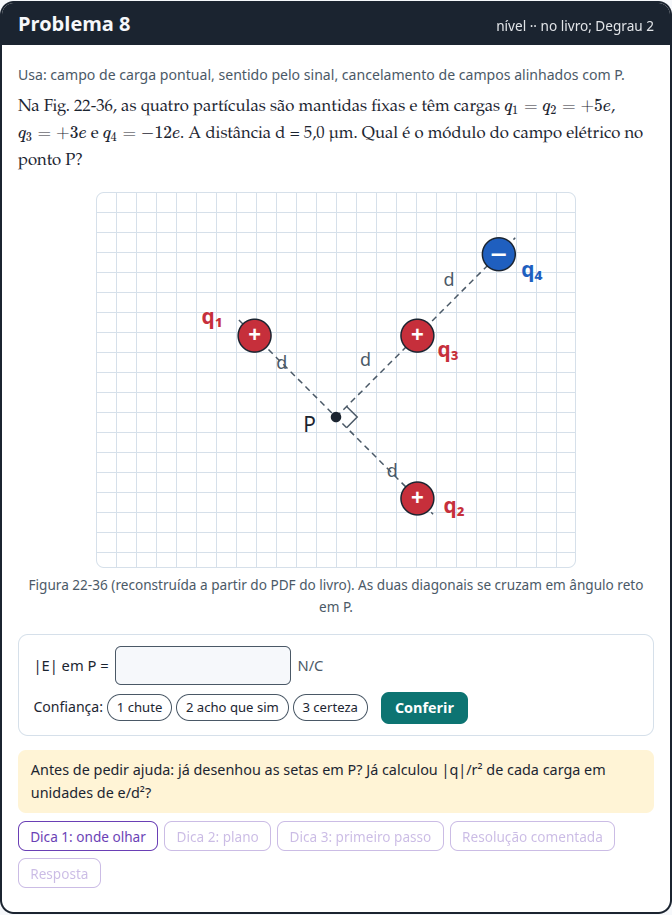 Problema 8
nível ·· no livro; Degrau 2
Usa: campo de carga pontual, sentido pelo sinal, cancelamento de campos alinhados com P.
Na Fig. 22-36, as quatro partículas são mantidas fixas e têm cargas q₁ = q₂ = +5e,
q₃ = +3e e q₄ = −12e. A distância d = 5,0 μm. Qual é o módulo do campo elétrico no
ponto P?
−
q₄
d
q₁
+
+
q₃
d
d
P
d
+
q₂
Figura 22-36 (reconstruída a partir do PDF do livro). As duas diagonais se cruzam em ângulo reto
em P.
|E| em P =
N/C
Confiança:
1 chute
2 acho que sim
3 certeza
Conferir
Antes de pedir ajuda: já desenhou as setas em P? Já calculou |q|/r² de cada carga em
unidades de e/d²?
Dica 1: onde olhar
Dica 2: plano
Dica 3: primeiro passo
Resolução comentada
Resposta